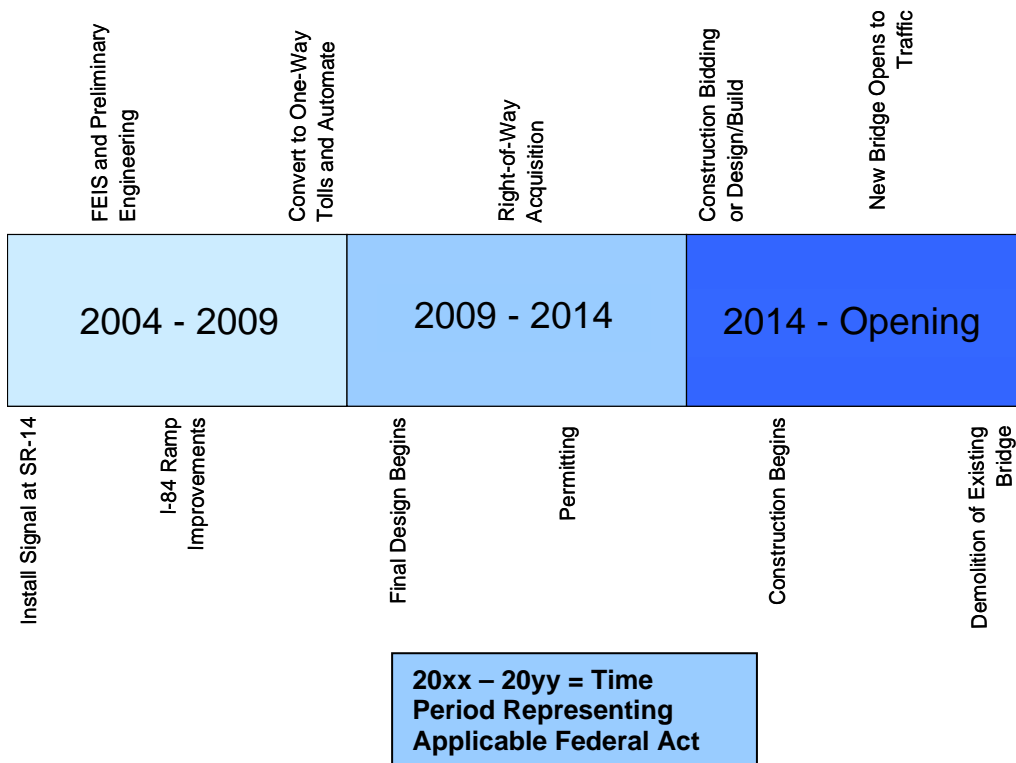 FEIS and Preliminary
Engineering
Convert to One-Way
Tolls and Automate
Right-of-Way
Acquisition
Construction Bidding
or Design/Build
New Bridge Opens to
Traffic
2004 - 2009
2009 - 2014
2014 - Opening
Install Signal at SR-14
I-84 Ramp
Improvements
Final Design Begins
Permitting
Construction Begins
Demolition of Existing
Bridge
20xx – 20yy = Time
Period Representing
Applicable Federal Act